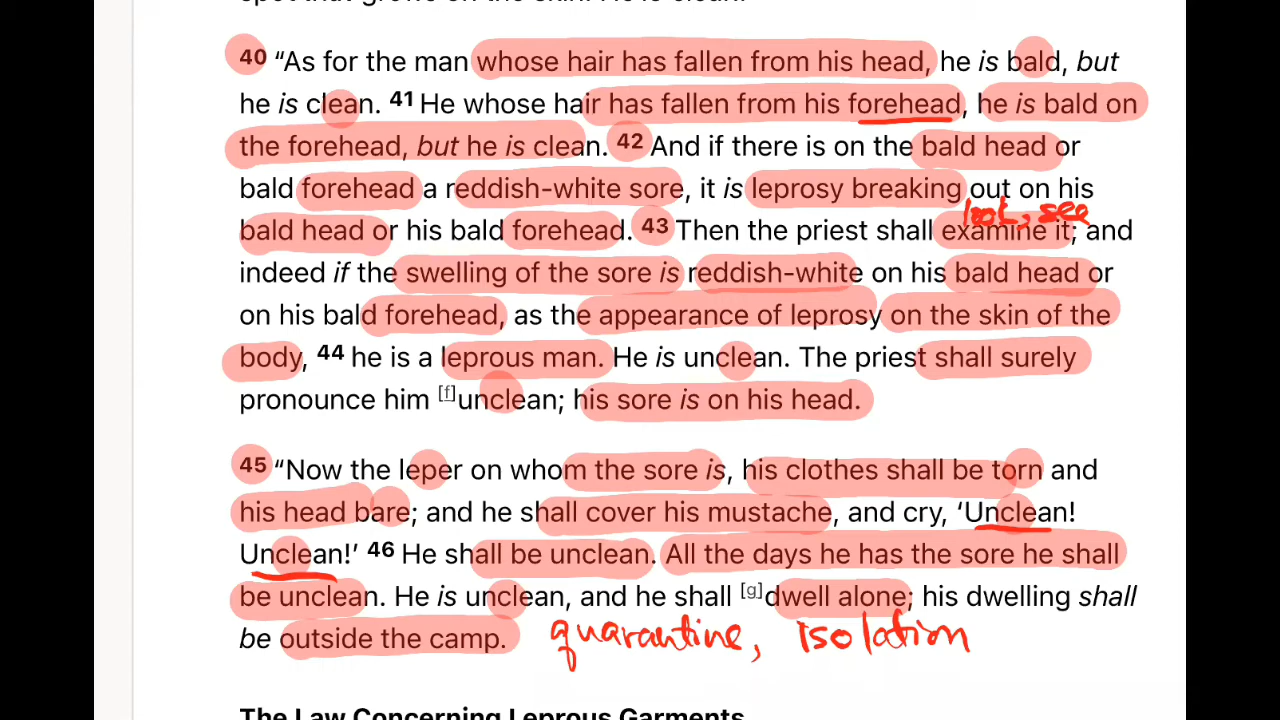 spot that grows on the skin. He is clean.
40 “As for the man whose hair has fallen from his head, he is bald, but
he is clean. 41 He whose hair has fallen from his forehead, he is bald on
the forehead, but he is clean. 42 And if there is on the bald head or
bald forehead a reddish-white sore, it is leprosy breaking out on his
look, see
bald head or his bald forehead. 43 Then the priest shall examine it; and
indeed if the swelling of the sore is reddish-white on his bald head or
on his bald forehead, as the appearance of leprosy on the skin of the
body, 44 he is a leprous man. He is unclean. The priest shall surely
pronounce him [f]unclean; his sore is on his head.
45 “Now the leper on whom the sore is, his clothes shall be torn and
his head bare; and he shall cover his mustache, and cry, ‘Unclean!
Unclean!’ 46 He shall be unclean. All the days he has the sore he shall
be unclean. He is unclean, and he shall [g]dwell alone; his dwelling shall
be outside the camp. quarantine, isolation
The Law Concerning Leprous Garments